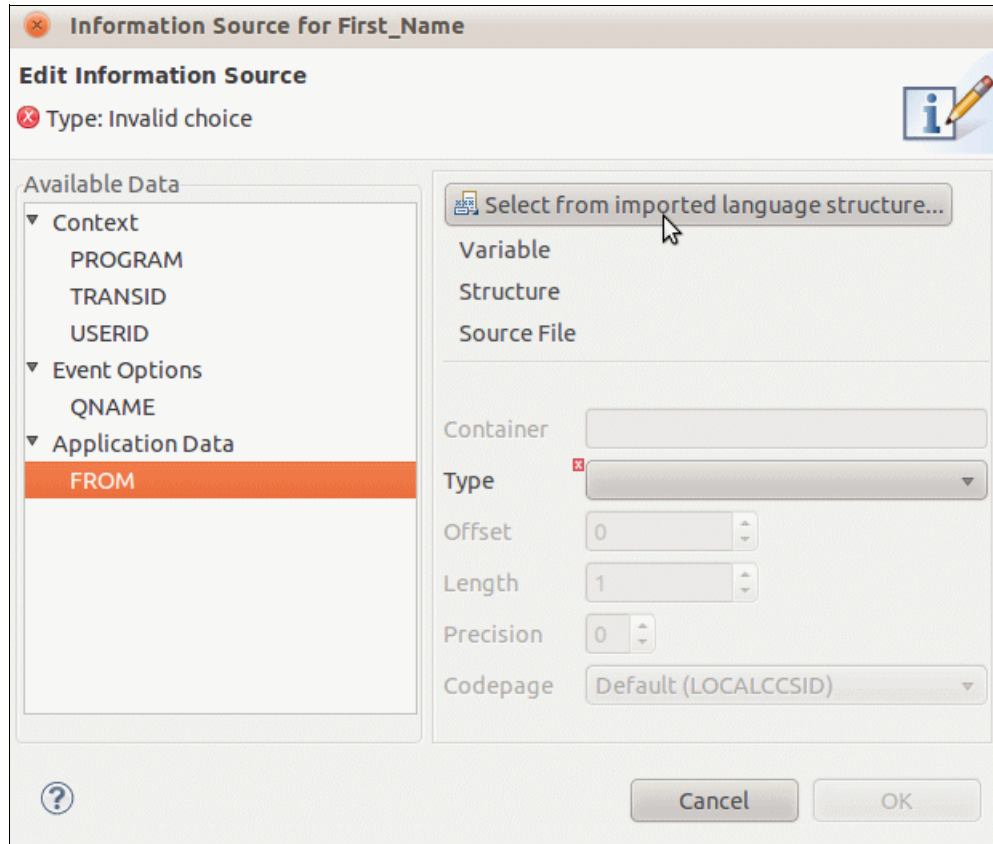 Information Source for First_Name
Edit Information Source
Type: Invalid choice
Available Data
Context
PROGRAM
TRANSID
USERID
Event Options
QNAME
Application Data
FROM
Select from imported language structure...
Variable
Structure
Source File
Container
Type
Offset 0
Length 1
Precision 0
Codepage Default (LOCALCCSID)
Cancel OK